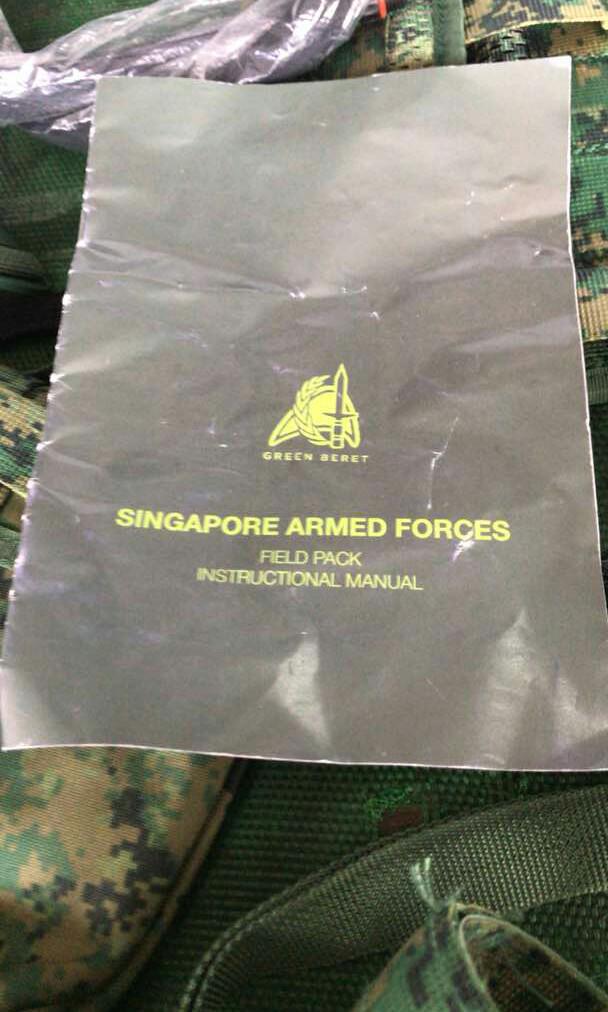 GREEN BERET
SINGAPORE ARMED FORCES
FIELD PACK
INSTRUCTIONAL MANUAL